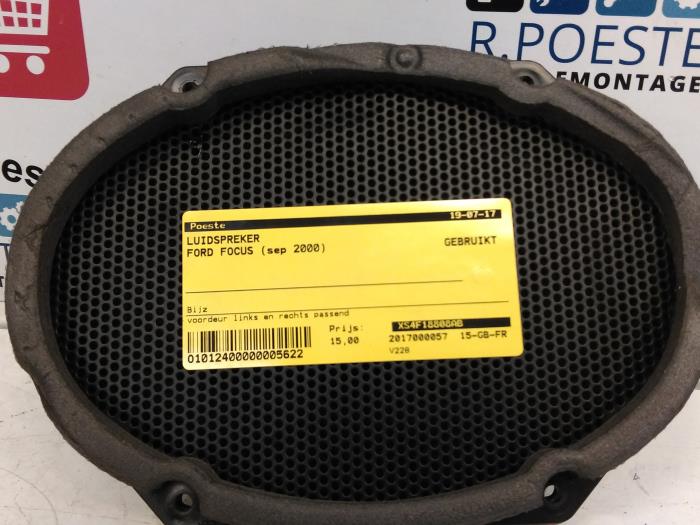 R.POESTE
EMONTAGE
es
Poeste 19-07-17
LUIDSPREKER GEBRUIKT
FORD FOCUS (sep 2000)
Bijz
voordeur links en rechts passend
Prijs: XS4F18808AB
15,00 2017000057 15-GB-FR
01012400000005622 V228